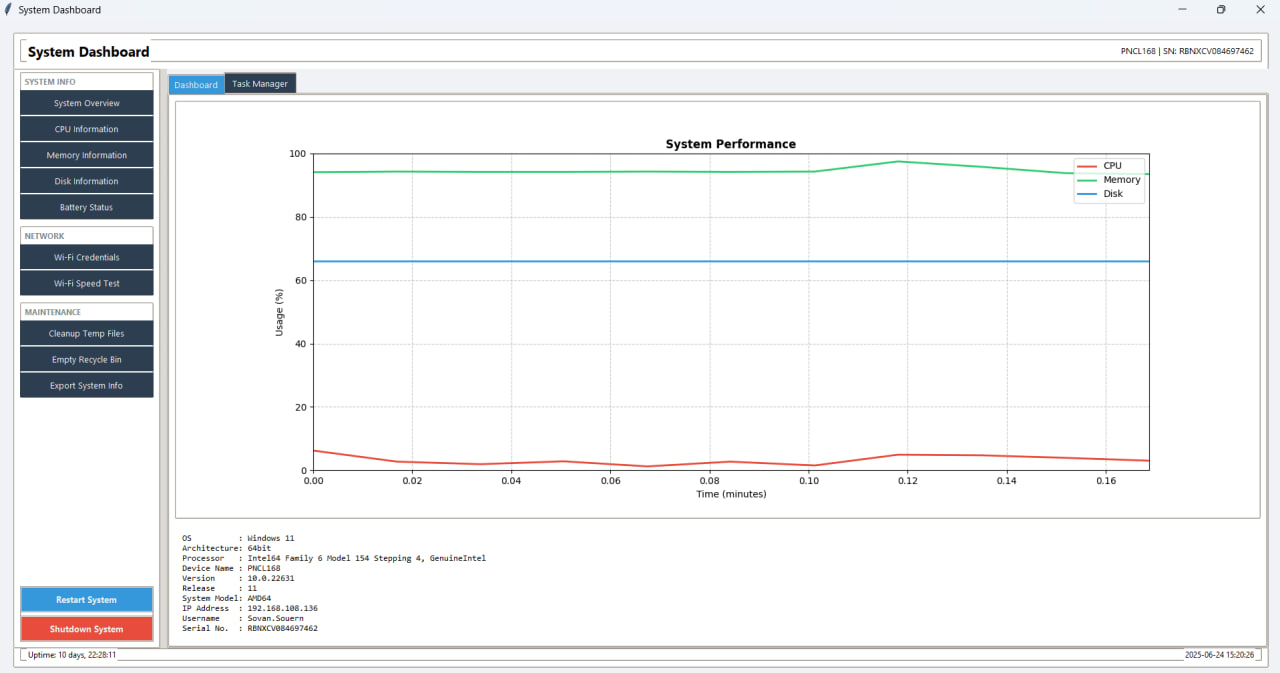 System Dashboard
System Dashboard
PNCL168 | SN: RBNXCV084697462
SYSTEM INFO
System Overview
CPU Information
Memory Information
Disk Information
Battery Status
NETWORK
Wi-Fi Credentials
Wi-Fi Speed Test
MAINTENANCE
Cleanup Temp Files
Empty Recycle Bin
Export System Info
Restart System
Shutdown System
Dashboard
Task Manager
System Performance
CPU
Memory
Disk
Usage (%)
100
80
60
40
20
0
0.00 0.02 0.04 0.06 0.08 0.10 0.12 0.14 0.16
Time (minutes)
OS : Windows 11
Architecture: 64bit
Processor : Intel64 Family 6 Model 154 Stepping 4, GenuineIntel
Device Name : PNCL168
Version : 10.0.22631
Release : 11
System Model: AMD64
IP Address : 192.168.108.136
Username : Sovan.Souern
Serial No. : RBNXCV084697462
Uptime: 10 days, 22:28:11
2025-06-24 15:20:26